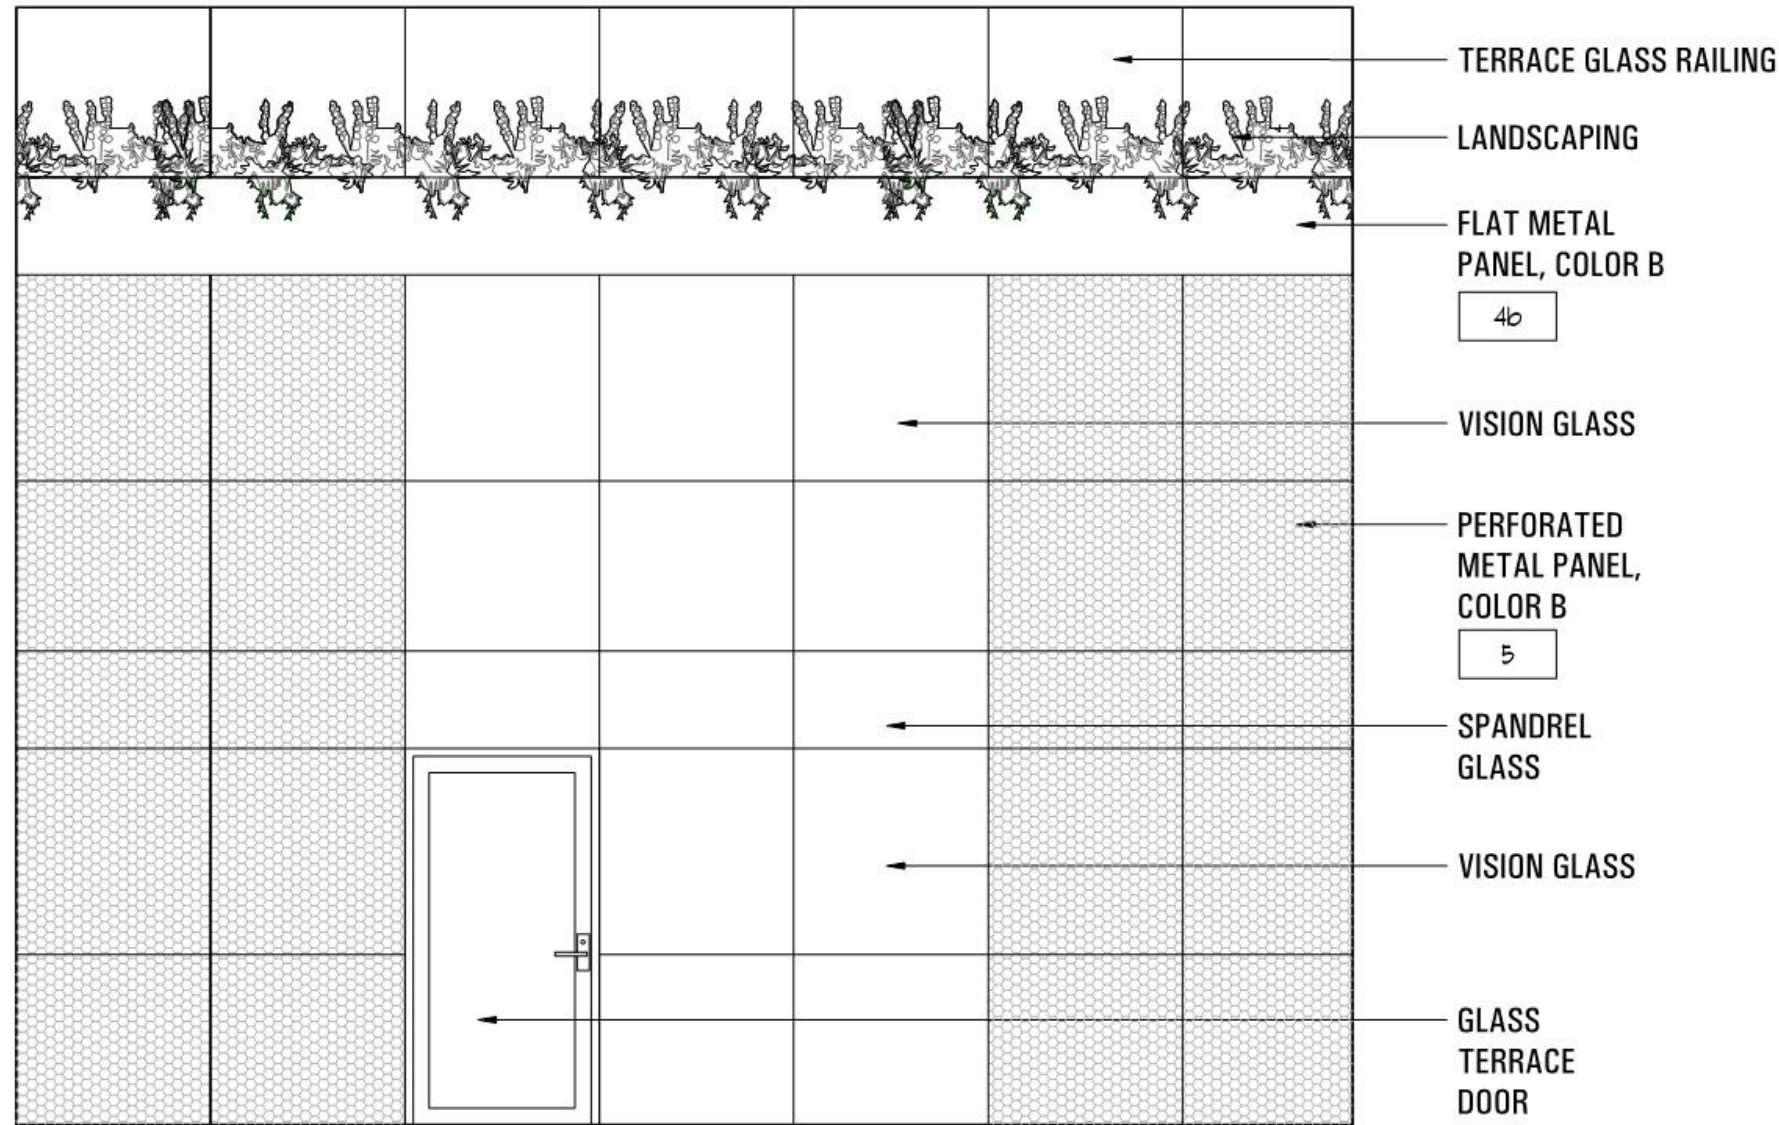 TERRACE GLASS RAILING
LANDSCAPING
FLAT METAL
PANEL, COLOR B
4b
VISION GLASS
PERFORATED
METAL PANEL,
COLOR B
5
SPANDREL
GLASS
VISION GLASS
GLASS
TERRACE
DOOR